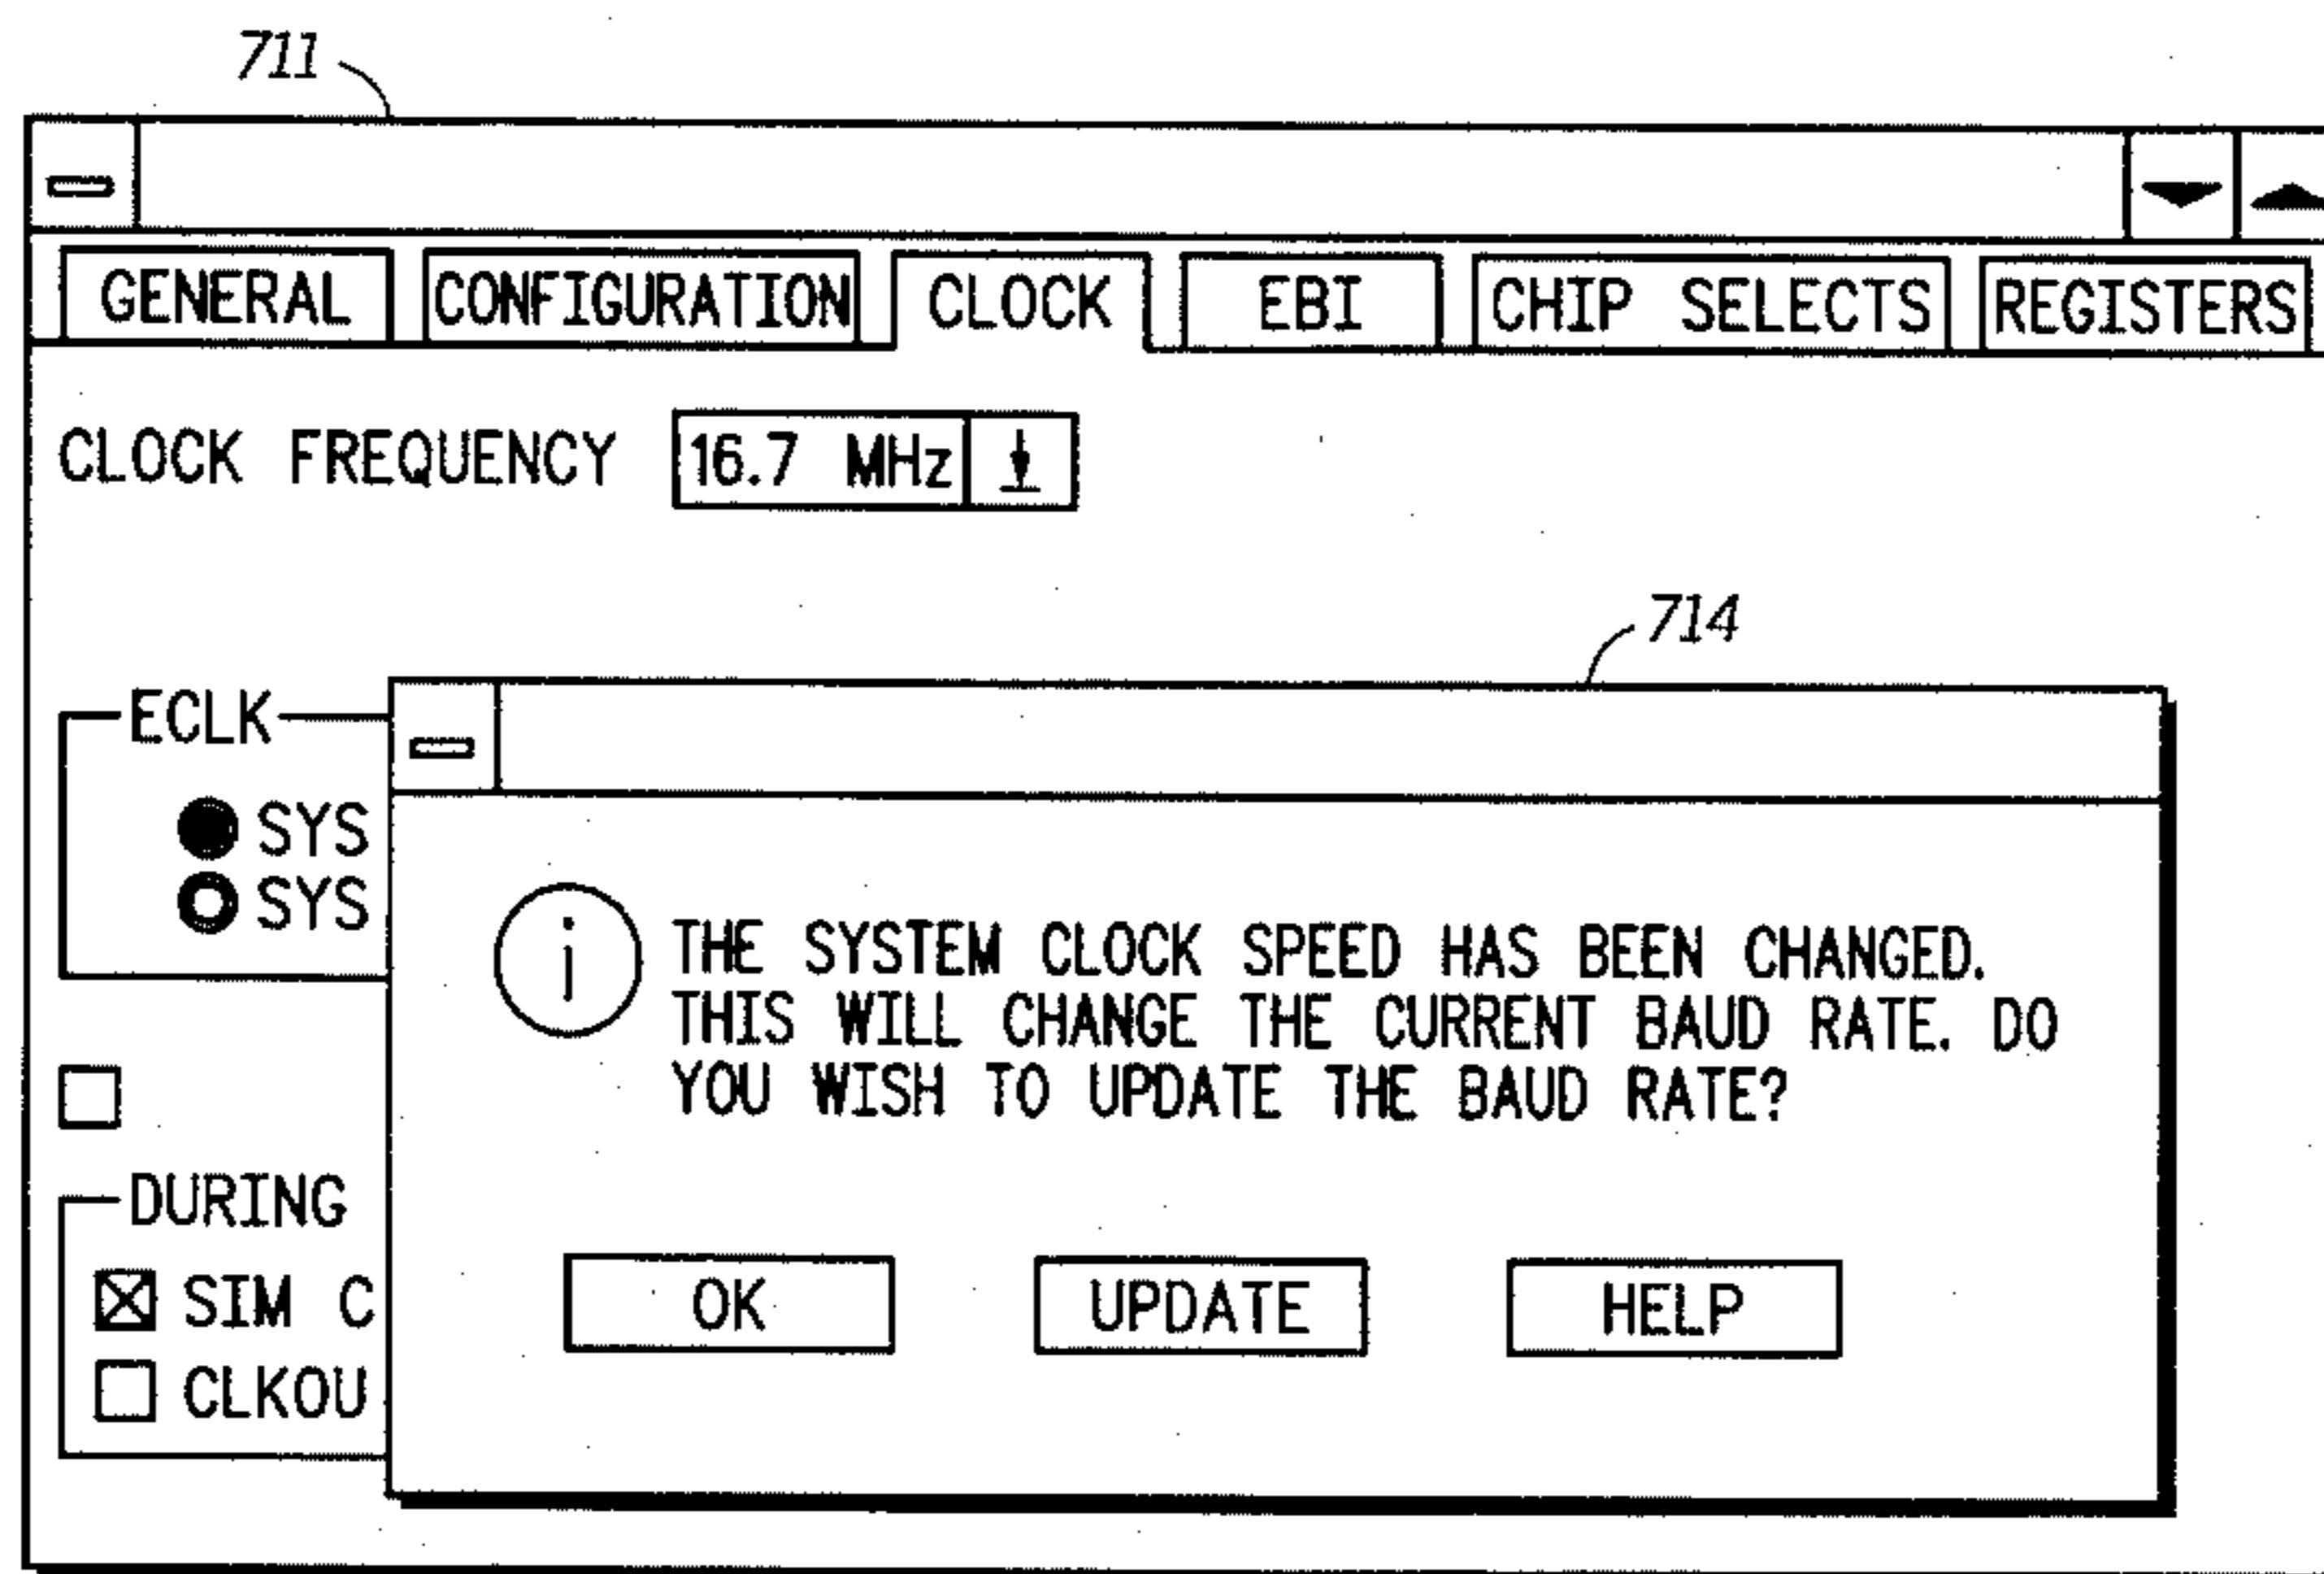 711
GENERAL CONFIGURATION CLOCK EBI CHIP SELECTS REGISTERS
CLOCK FREQUENCY 16.7 MHz
714
ECLK
SYS
SYS
i THE SYSTEM CLOCK SPEED HAS BEEN CHANGED.
THIS WILL CHANGE THE CURRENT BAUD RATE. DO
YOU WISH TO UPDATE THE BAUD RATE?
DURING
SIM C
CLKOU
OK UPDATE HELP